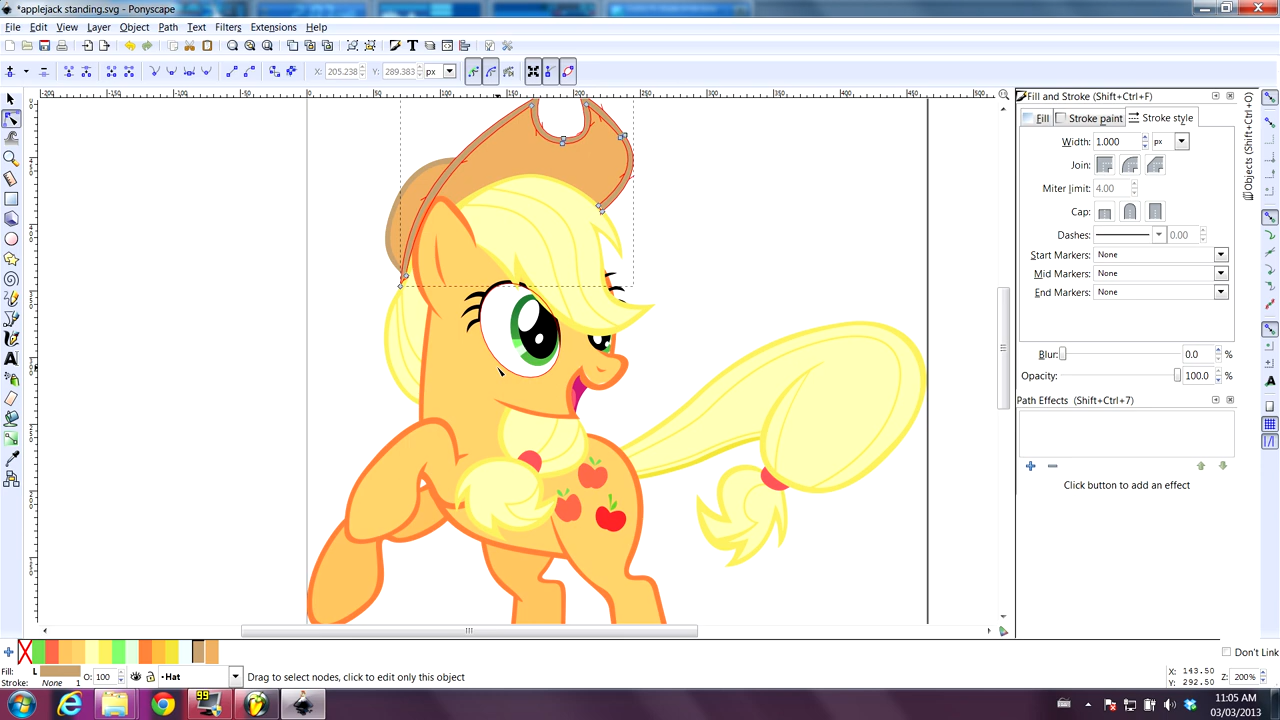 *applejack standing.svg - Ponyscape
File Edit View Layer Object Path Text Filters Extensions Help
X: 205.238 Y: 289.383 px
Fill and Stroke (Shift+Ctrl+F)
Fill Stroke paint Stroke style
Width: 1.000 px
Join:
Miter limit: 4.00
Cap:
Dashes: 0.00
Start Markers: None
Mid Markers: None
End Markers: None
Blur: 0.0 %
Opacity: 100.0 %
Path Effects (Shift+Ctrl+7)
Click button to add an effect
Objects (Shift+Ctrl+O)
Don't Link
Fill: L O: 100 •Hat Drag to select nodes, click to edit only this object X: 143.50 Z: 200%
Stroke: None 1 Y: 292.50
99
11:05 AM
03/03/2013